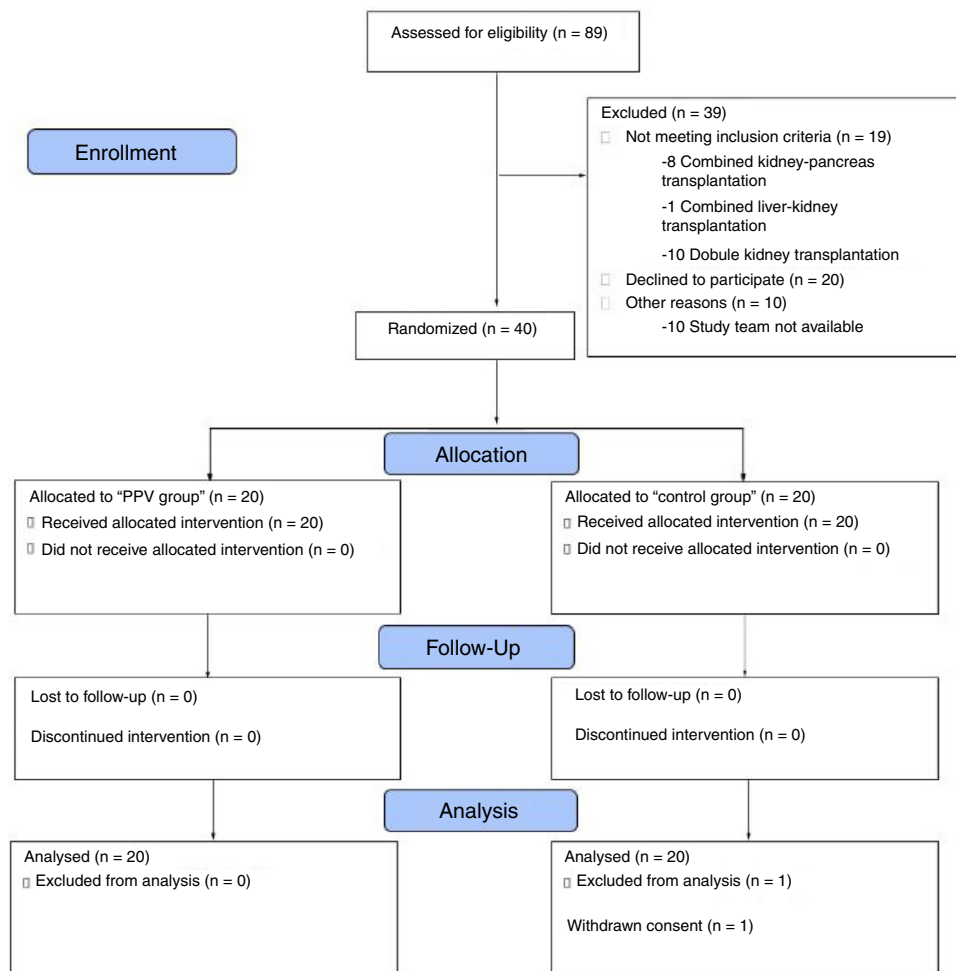 Assessed for eligibility (n = 89)
Enrollment
Excluded (n = 39)
Not meeting inclusion criteria (n = 19)
-8 Combined kidney-pancreas
transplantation
-1 Combined liver-kidney
transplantation
-10 Dobule kidney transplantation
Declined to participate (n = 20)
Other reasons (n = 10)
-10 Study team not available
Randomized (n = 40)
Allocation
Allocated to “PPV group” (n = 20)
Received allocated intervention (n = 20)
Did not receive allocated intervention (n = 0)
Allocated to “control group” (n = 20)
Received allocated intervention (n = 20)
Did not receive allocated intervention (n = 0)
Follow-Up
Lost to follow-up (n = 0)
Discontinued intervention (n = 0)
Lost to follow-up (n = 0)
Discontinued intervention (n = 0)
Analysis
Analysed (n = 20)
Excluded from analysis (n = 0)
Analysed (n = 20)
Excluded from analysis (n = 1)
Withdrawn consent (n = 1)